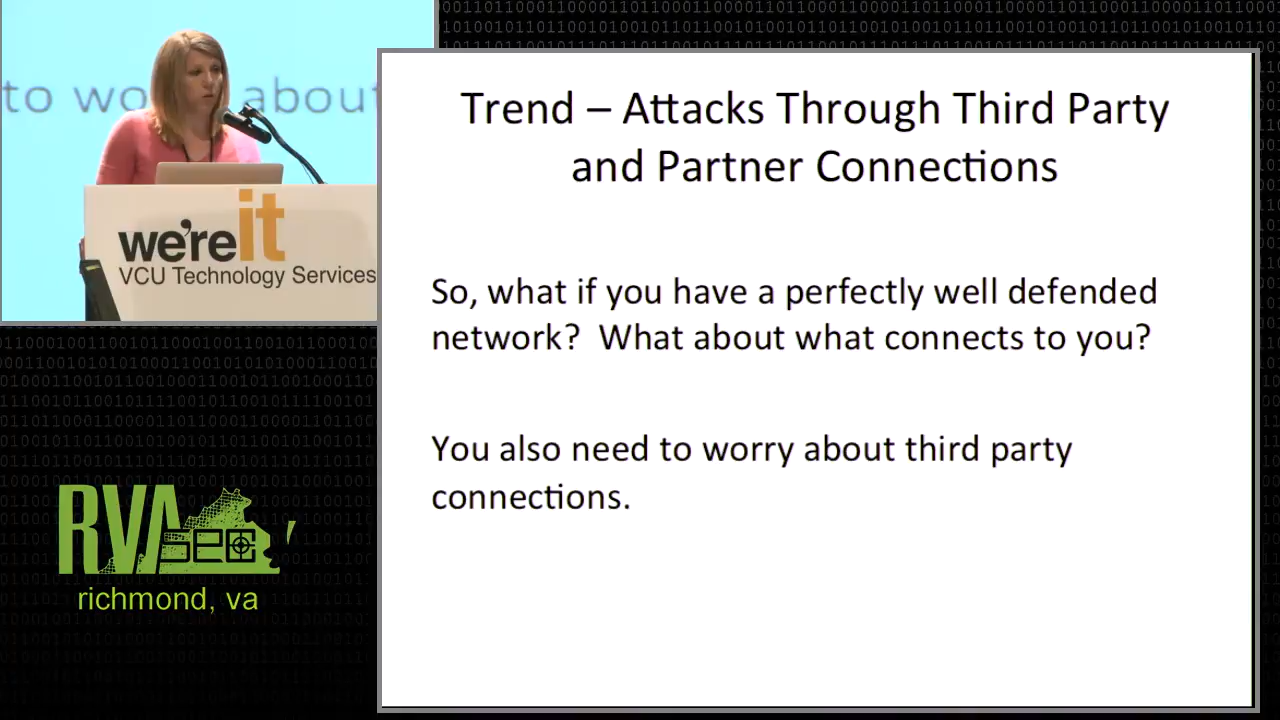 to wo about
we're it
VCU Technology Services
Trend – Attacks Through Third Party
and Partner Connections
So, what if you have a perfectly well defended
network? What about what connects to you?
You also need to worry about third party
connections.
RVA
SEC
richmond, va